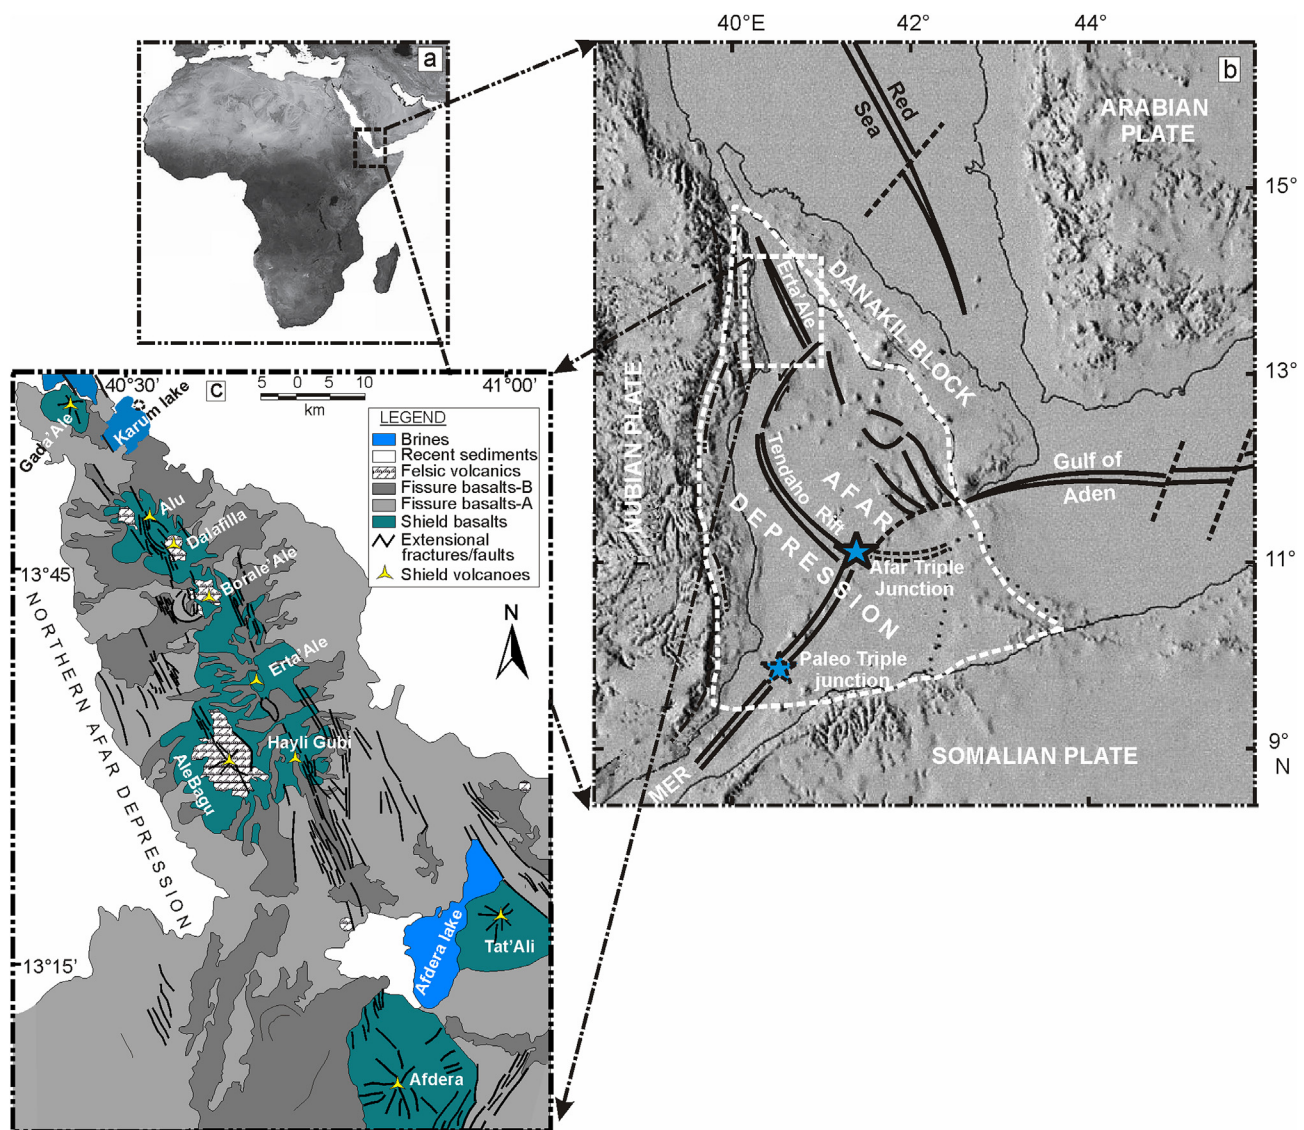 a
40°E
42°
44°
b
Red
Sea
ARABIAN
PLATE
15°
13°
11°
9°
N
Erta'Ale
DANAKIL BLOCK
NUBIAN PLATE
Tendaho Rift
AFAR
DEPRESSION
Gulf of
Aden
Afar Triple
Junction
Paleo Triple
junction
SOMALIAN PLATE
MER
40°30'
c
5 0 5 10
km
41°00'
LEGEND
Brines
Recent sediments
Felsic volcanics
Fissure basalts-B
Fissure basalts-A
Shield basalts
Extensional
fractures/faults
Shield volcanoes
N
Gada'Ale
Karum lake
Alu
Dalafilla
13°45'
Borale'Ale
Erta'Ale
Hayli Gubi
AleBagu
NORTHERN AFAR DEPRESSION
Afdera lake
Tat'Ali
13°15'
Afdera